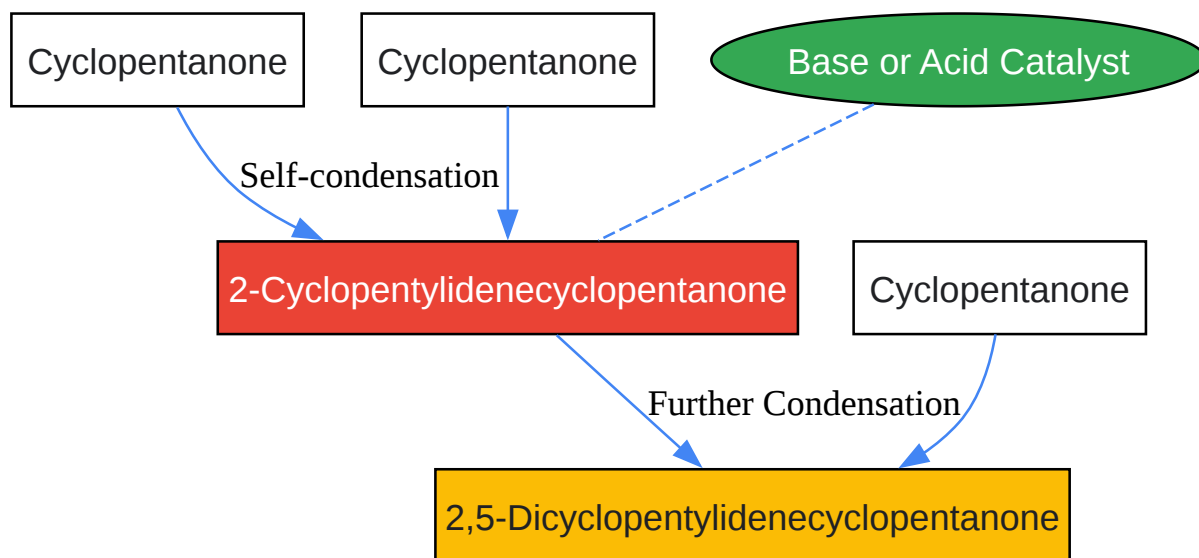 Cyclopentanone
Cyclopentanone
Base or Acid Catalyst
Self-condensation
2-Cyclopentylidenecyclopentanone
Cyclopentanone
Further Condensation
2,5-Dicyclopentylidenecyclopentanone